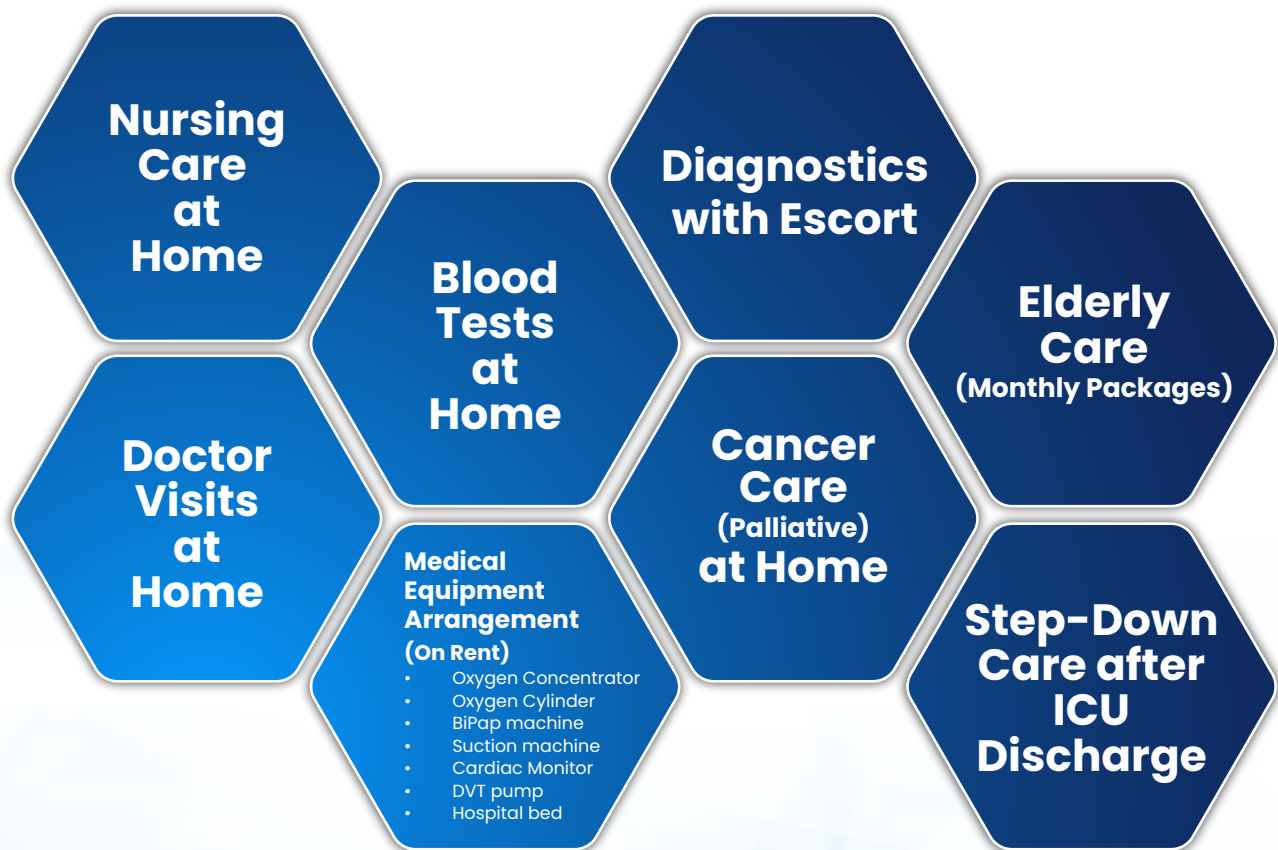 Nursing
Care
at
Home
Diagnostics
with Escort
Blood
Tests
at
Home
Elderly
Care
(Monthly Packages)
Doctor
Visits
at
Home
Cancer
Care
(Palliative)
at Home
Medical
Equipment
Arrangement
(On Rent)
• Oxygen Concentrator
• Oxygen Cylinder
• BiPap machine
• Suction machine
• Cardiac Monitor
• DVT pump
• Hospital bed
Step-Down
Care after
ICU
Discharge